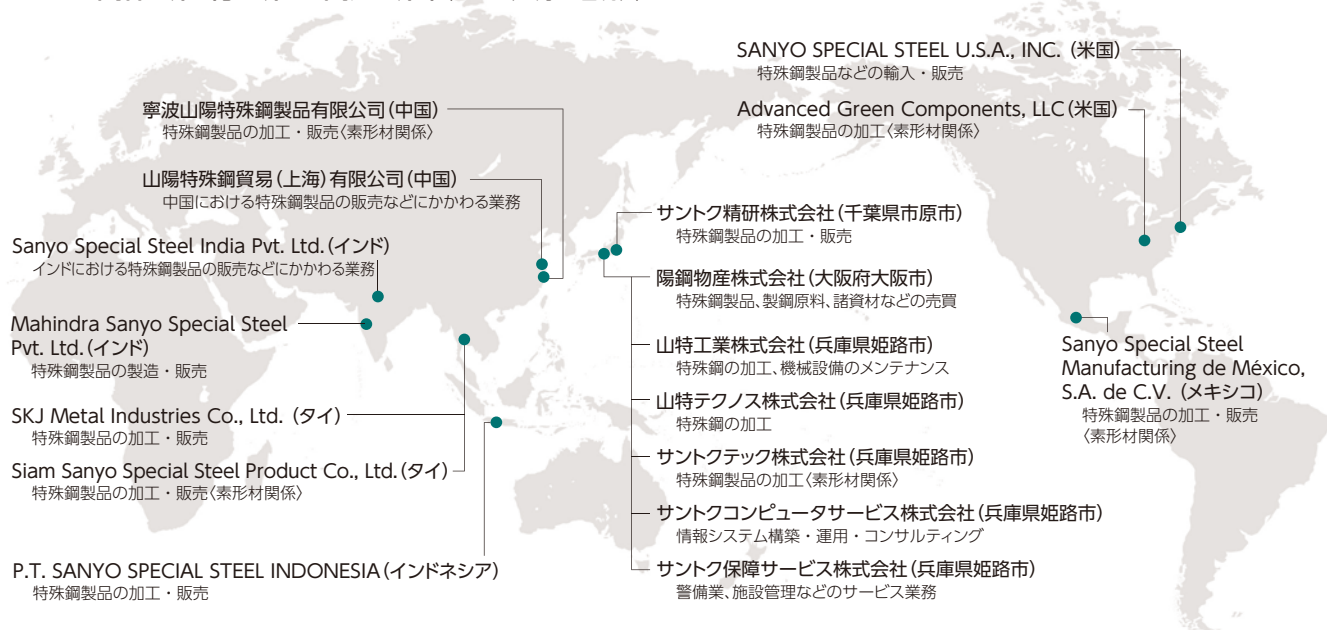 SANYO SPECIAL STEEL U.S.A., INC. (米国)
特殊鋼製品などの輸入・販売
Advanced Green Components, LLC(米国)
特殊鋼製品の加工〈素形材関係〉
寧波山陽特殊鋼製品有限公司(中国)
特殊鋼製品の加工・販売〈素形材関係〉
山陽特殊鋼貿易(上海)有限公司(中国)
中国における特殊鋼製品の販売などにかかわる業務
Sanyo Special Steel India Pvt. Ltd.(インド)
インドにおける特殊鋼製品の販売などにかかわる業務
Mahindra Sanyo Special Steel
Pvt. Ltd.(インド)
特殊鋼製品の製造・販売
SKJ Metal Industries Co., Ltd. (タイ)
特殊鋼製品の加工・販売
Siam Sanyo Special Steel Product Co., Ltd.(タイ)
特殊鋼製品の加工・販売〈素形材関係〉
P.T. SANYO SPECIAL STEEL INDONESIA(インドネシア)
特殊鋼製品の加工・販売
サントク精研株式会社(千葉県市原市)
特殊鋼製品の加工・販売
陽鋼物産株式会社(大阪府大阪市)
特殊鋼製品、製鋼原料、諸資材などの売買
山特工業株式会社(兵庫県姫路市)
特殊鋼の加工、機械設備のメンテナンス
山特テクノス株式会社(兵庫県姫路市)
特殊鋼の加工
サントクテック株式会社(兵庫県姫路市)
特殊鋼製品の加工〈素形材関係〉
サントクコンピュータサービス株式会社(兵庫県姫路市)
情報システム構築・運用・コンサルティング
サントク保障サービス株式会社(兵庫県姫路市)
警備業、施設管理などのサービス業務
Sanyo Special Steel
Manufacturing de México,
S.A. de C.V. (メキシコ)
特殊鋼製品の加工・販売
〈素形材関係〉